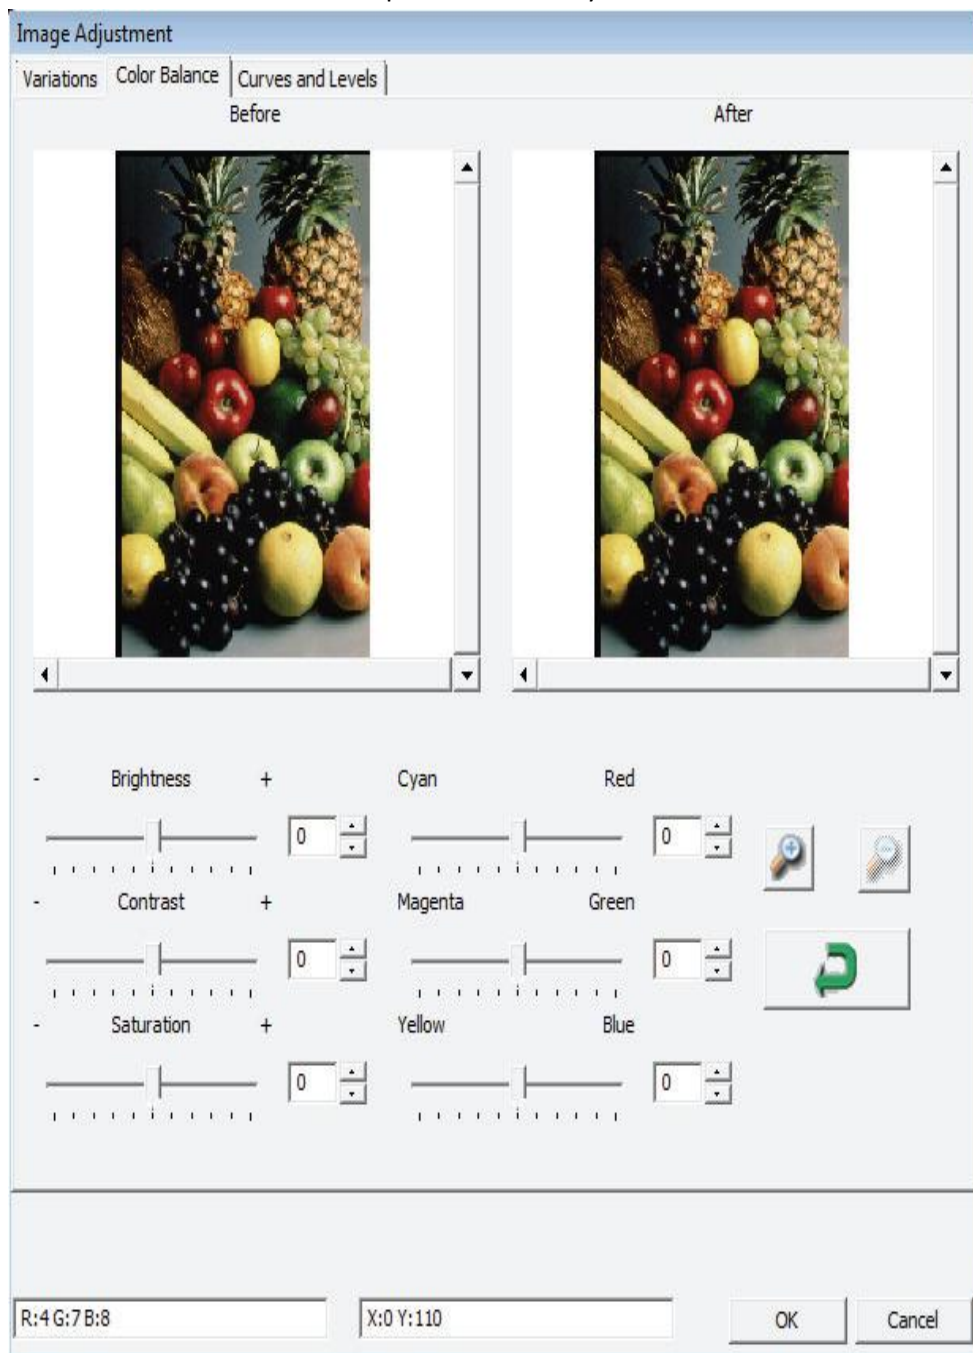 Image Adjustment
Variations Color Balance Curves and Levels
Before After
- Brightness + Cyan Red
0 0
- Contrast + Magenta Green
0 0
- Saturation + Yellow Blue
0 0
R:4 G:7 B:8 X:0 Y:110 OK Cancel